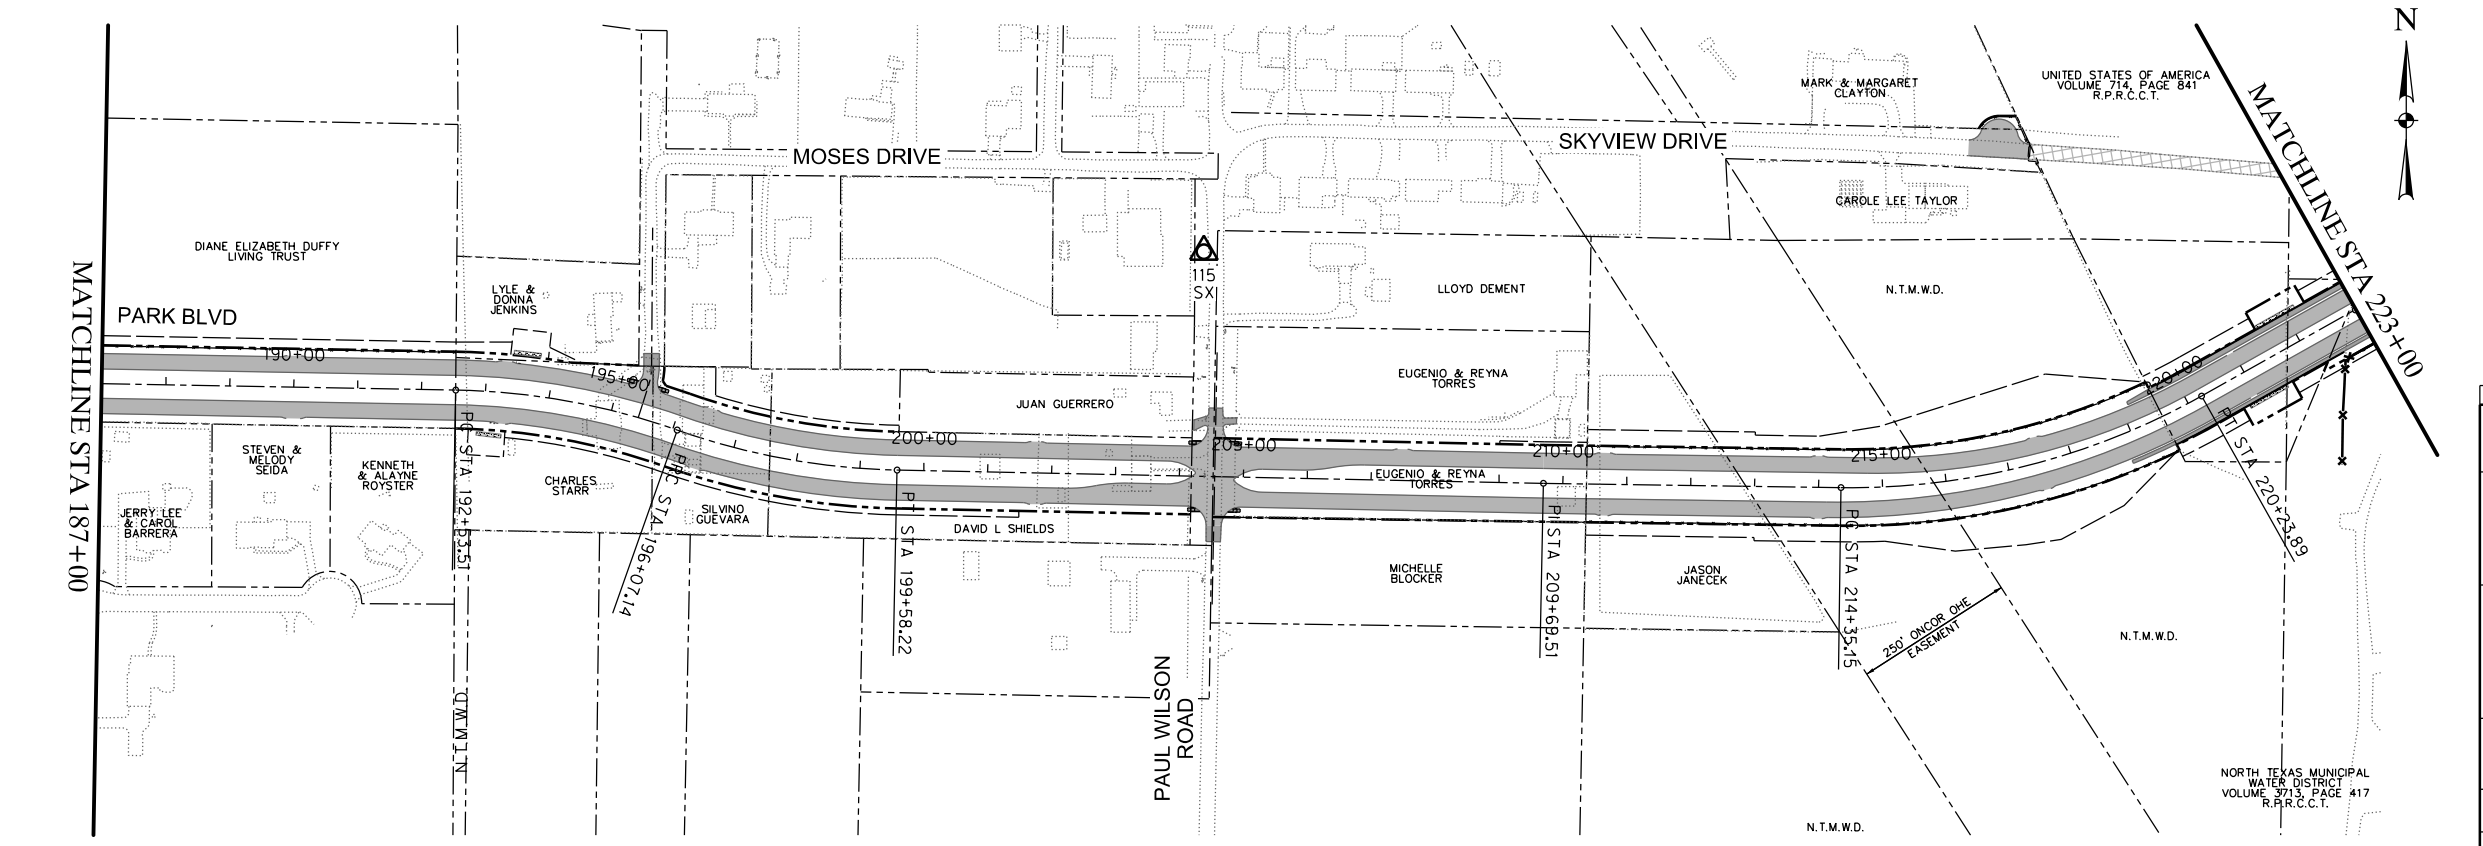 N
MARK & MARGARET
CLAYTON
UNITED STATES OF AMERICA
VOLUME 714, PAGE 841
R.P.R.C.C.T.
MATCHLINE STA 223+00
MOSES DRIVE
SKYVIEW DRIVE
CAROLE LEE TAYLOR
DIANE ELIZABETH DUFFY
LIVING TRUST
115
SX
LYLE &
DONNA
JENKINS
LLOYD DEMENT
N.T.M.W.D.
MATCHLINE STA 187+00
PARK BLVD
190+00
195+00
200+00
205+00
210+00
215+00
220+00
EUGENIO & REYNA
TORRES
JUAN GUERRERO
EUGENIO & REYNA
TORRES
STEVEN &
MELODY
SEIDA
KENNETH
& ALAYNE
ROYSTER
CHARLES
STARR
JERRY LEE
& CAROL
BARRERA
SILVINO
GUEVARA
DAVID L SHIELDS
MICHELLE
BLOCKER
JASON
JANECEK
PC STA 192+53.51
PRC STA 196+07.14
PT STA 199+58.22
PI STA 209+69.51
PC STA 214+35.15
PT STA 220+23.89
250' ONCOR OHE
EASEMENT
N.T.M.W.D.
PAUL WILSON
ROAD
NORTH TEXAS MUNICIPAL
WATER DISTRICT
VOLUME 3713, PAGE 417
R.P.R.C.C.T.
N.T.M.W.D.